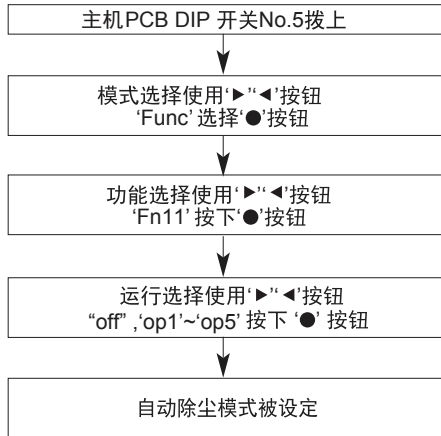 主机PCB DIP 开关No.5拨上
模式选择使用‘►’‘◄’按钮
‘Func’ 选择‘●’按钮
功能选择使用‘►’‘◄’按钮
‘Fn11’ 按下‘●’按钮
运行选择使用‘►’‘◄’按钮
“off” ,‘op1’~‘op5’ 按下 ‘●’ 按钮
自动除尘模式被设定